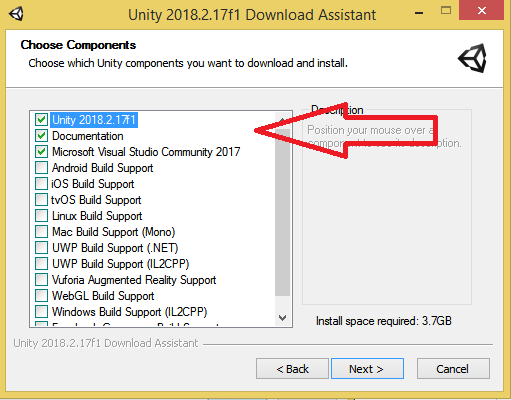 Unity 2018.2.17f1 Download Assistant
Choose Components
Choose which Unity components you want to download and install.
Unity 2018.2.17f1
Documentation
Microsoft Visual Studio Community 2017
Android Build Support
iOS Build Support
tvOS Build Support
Linux Build Support
Mac Build Support (Mono)
UWP Build Support (.NET)
UWP Build Support (IL2CPP)
Vuforia Augmented Reality Support
WebGL Build Support
Windows Build Support (IL2CPP)
Description
Position your mouse over a
component to see its description.
Install space required: 3.7GB
Unity 2018.2.17f1 Download Assistant
< Back
Next >
Cancel